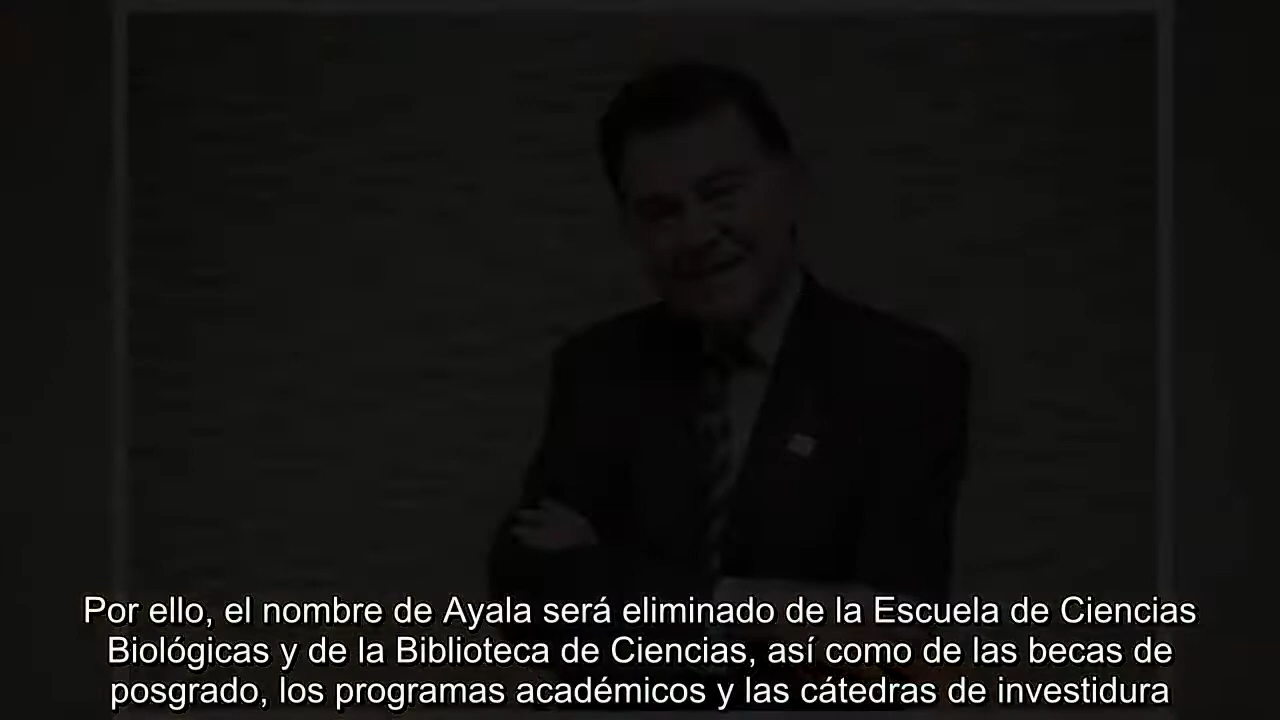 Por ello, el nombre de Ayala será eliminado de la Escuela de Ciencias
Biológicas y de la Biblioteca de Ciencias, así como de las becas de
posgrado, los programas académicos y las cátedras de investidura